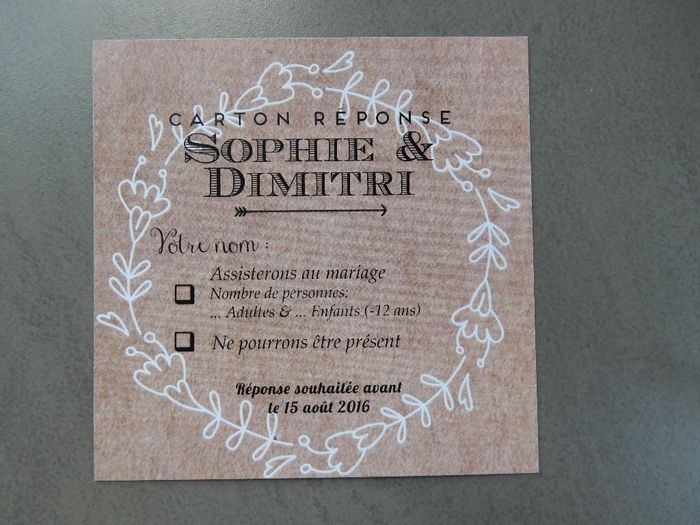 CARTON RÉPONSE
SOPHIE &
DIMITRI
Votre nom :
Assisterons au mariage
Nombre de personnes:
... Adultes & ... Enfants (-12 ans)
Ne pourrons être présent
Réponse souhaitée avant
le 15 août 2016